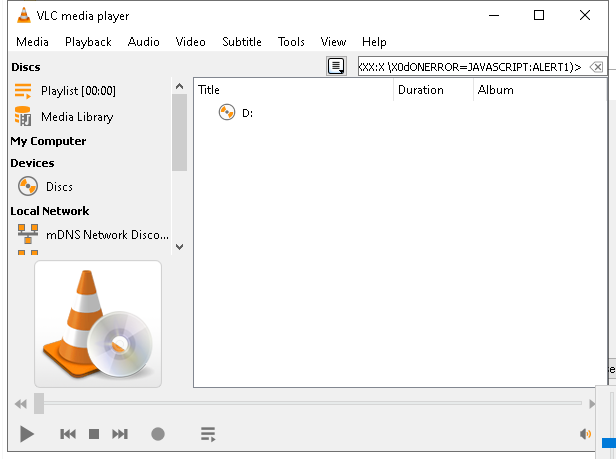 VLC media player
Media Playback Audio Video Subtitle Tools View Help
Discs
XX:X \X0dONERROR=JAVASCRIPT:ALERT1)>
Playlist [00:00]
Media Library
My Computer
Devices
Discs
Local Network
mDNS Network Disco...
Title Duration Album
D: